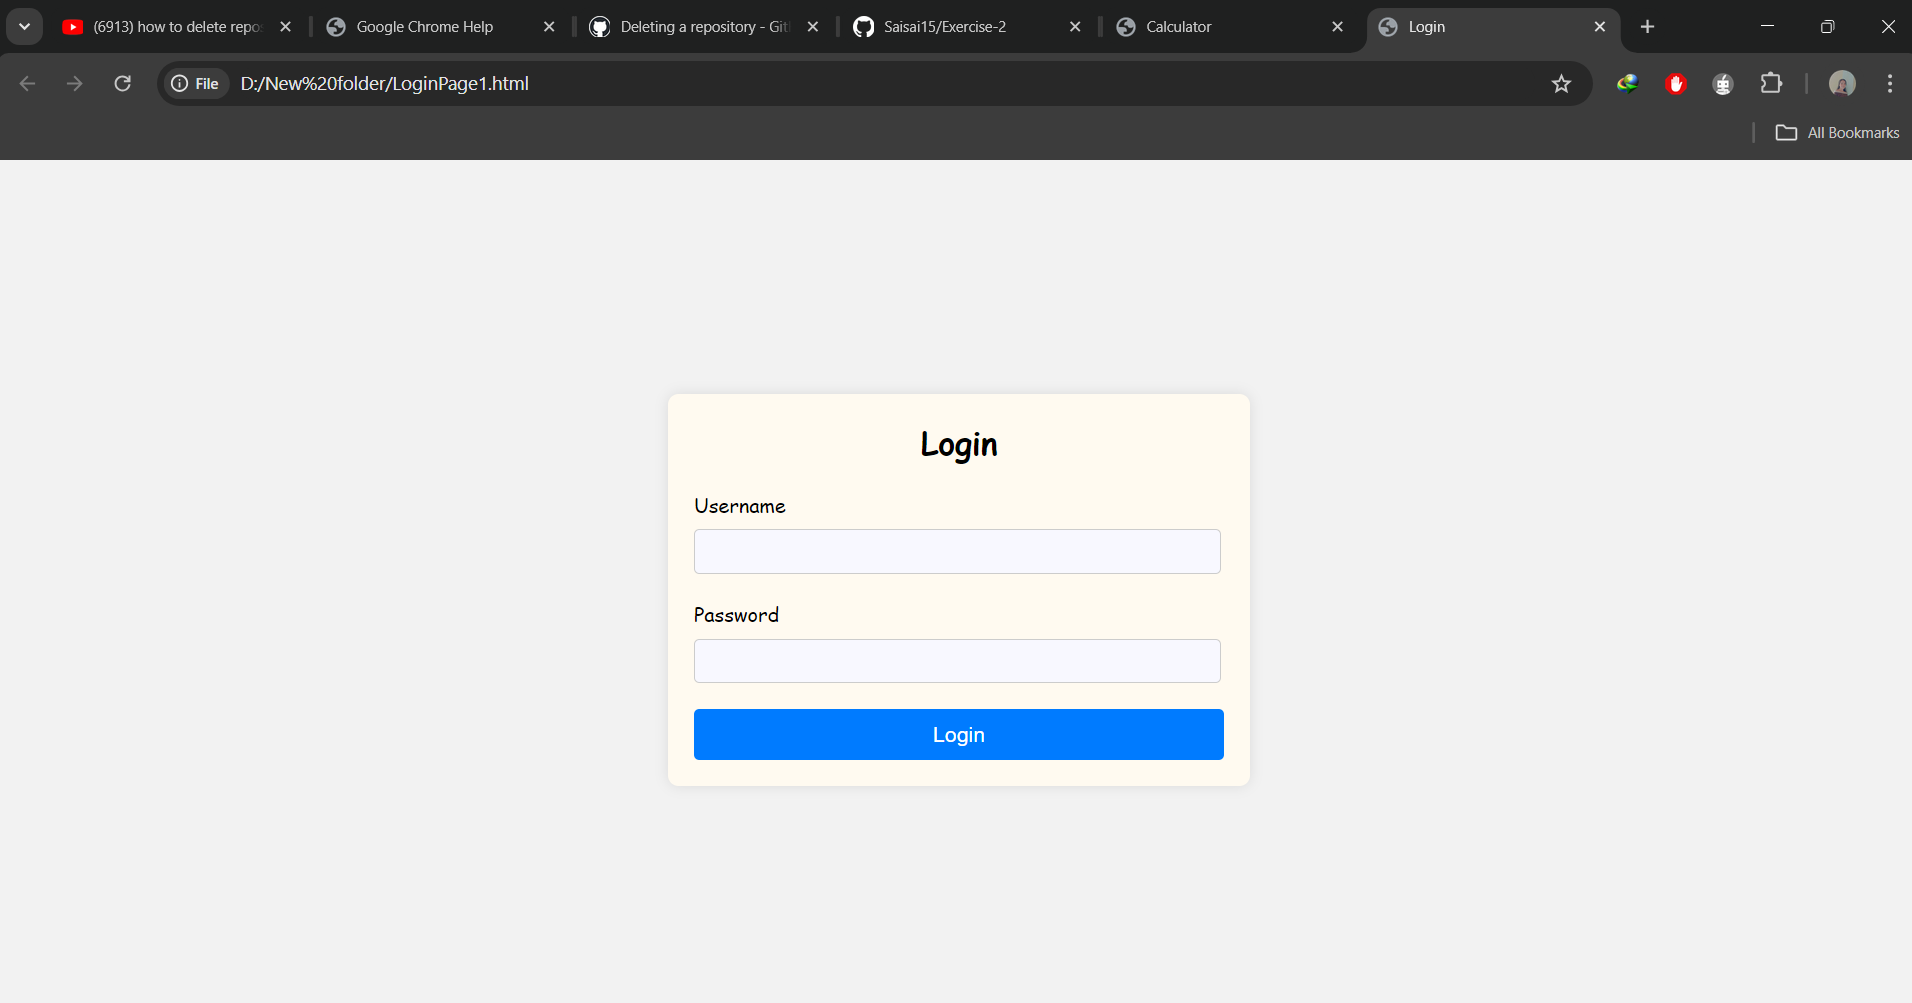 (6913) how to delete repo
Google Chrome Help
Deleting a repository - Git
Saisai15/Exercise-2
Calculator
Login
File
D:/New%20folder/LoginPage1.html
All Bookmarks
Login
Username
Password
Login